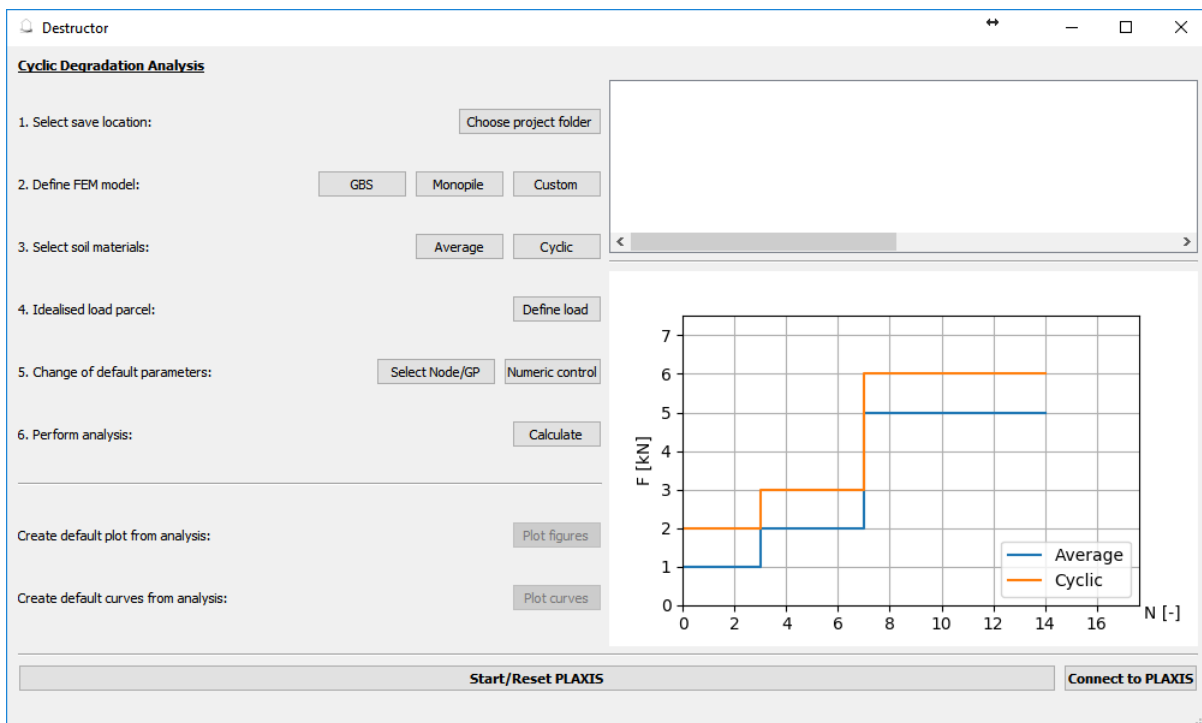 Destructor
Cyclic Degradation Analysis
1. Select save location:
Choose project folder
2. Define FEM model:
GBS
Monopile
Custom
3. Select soil materials:
Average
Cyclic
4. Idealised load parcel:
Define load
5. Change of default parameters:
Select Node/GP
Numeric control
6. Perform analysis:
Calculate
Create default plot from analysis:
Plot figures
Create default curves from analysis:
Plot curves
7
6
5
4
3
2
1
0
F [kN]
0 2 4 6 8 10 12 14 16
N [-]
Average
Cyclic
Start/Reset PLAXIS
Connect to PLAXIS